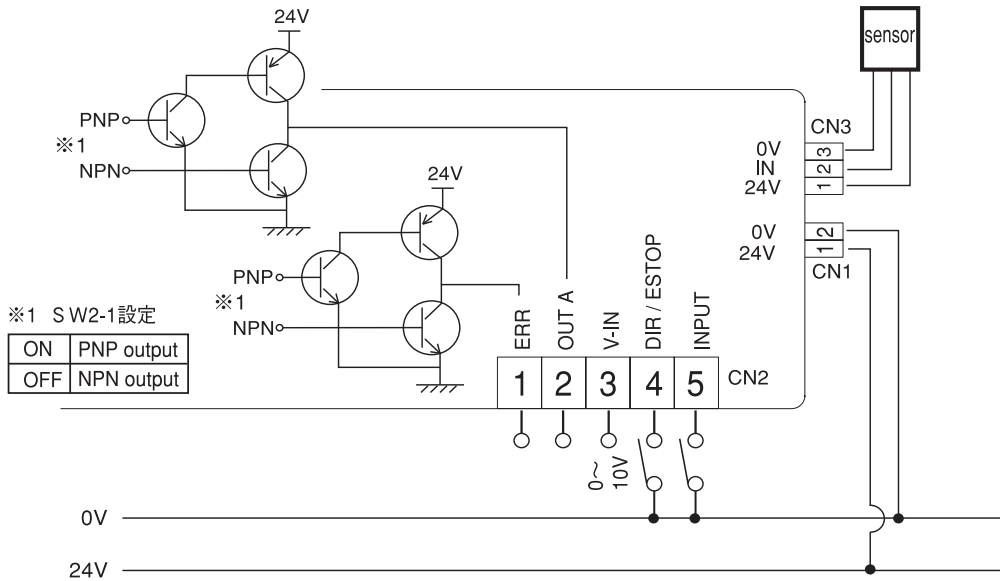 24V
sensor
PNP
※1
NPN
CN3
0V
IN
24V
3
2
1
24V
0V
24V
2
1
CN1
PNP
※1
NPN
※1 SW2-1設定
ON PNP output
OFF NPN output
ERR
OUT A
V-IN
DIR / ESTOP
INPUT
1 2 3 4 5
CN2
0〜
10V
0V
24V